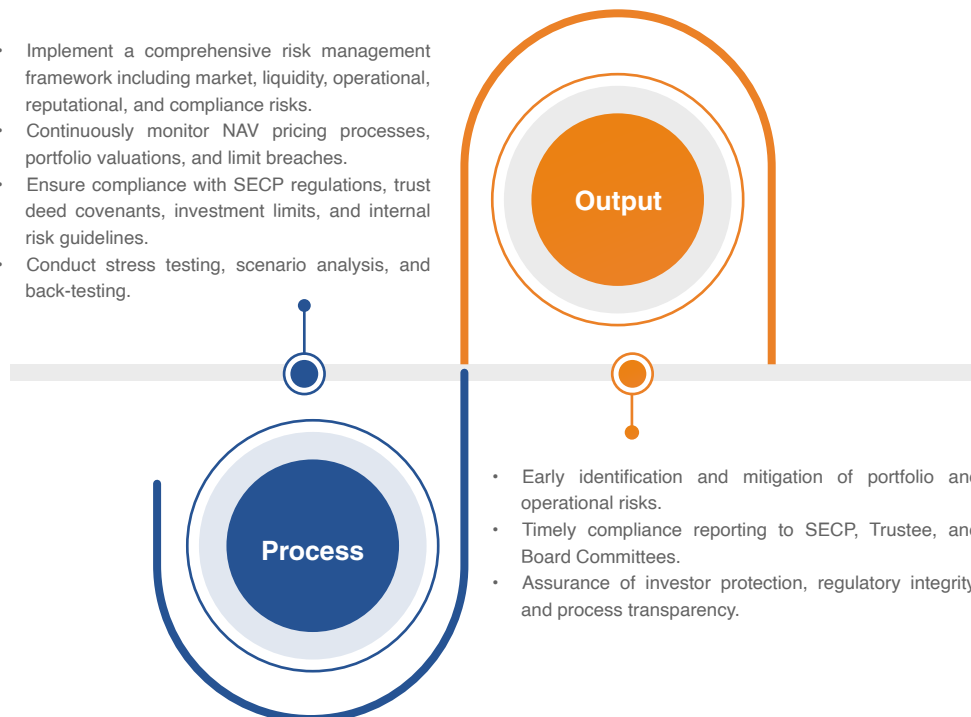 • Implement a comprehensive risk management
framework including market, liquidity, operational,
reputational, and compliance risks.
• Continuously monitor NAV pricing processes,
portfolio valuations, and limit breaches.
• Ensure compliance with SECP regulations, trust
deed covenants, investment limits, and internal
risk guidelines.
• Conduct stress testing, scenario analysis, and
back-testing.
Output
Process
• Early identification and mitigation of portfolio and
operational risks.
• Timely compliance reporting to SECP, Trustee, and
Board Committees.
• Assurance of investor protection, regulatory integrity
and process transparency.